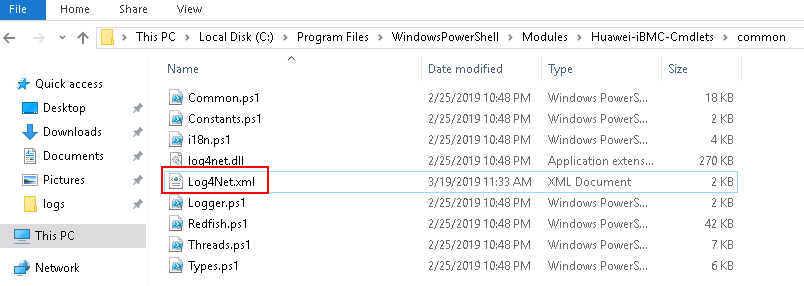 File Home Share View
This PC Local Disk (C:) Program Files WindowsPowerShell Modules Huawei-iBMC-Cmdlets common
Quick access
Desktop
Downloads
Documents
Pictures
logs
This PC
Network
Name Date modified Type Size
Common.ps1 2/25/2019 10:48 PM Windows PowerS... 18 KB
Constants.ps1 2/25/2019 10:48 PM Windows PowerS... 2 KB
i18n.ps1 2/25/2019 10:48 PM Windows PowerS... 4 KB
log4net.dll 2/25/2019 10:48 PM Application extens... 270 KB
Log4Net.xml 3/19/2019 11:33 AM XML Document 2 KB
Logger.ps1 2/25/2019 10:48 PM Windows PowerS... 2 KB
Redfish.ps1 2/25/2019 10:48 PM Windows PowerS... 42 KB
Threads.ps1 2/25/2019 10:48 PM Windows PowerS... 7 KB
Types.ps1 2/25/2019 10:48 PM Windows PowerS... 6 KB